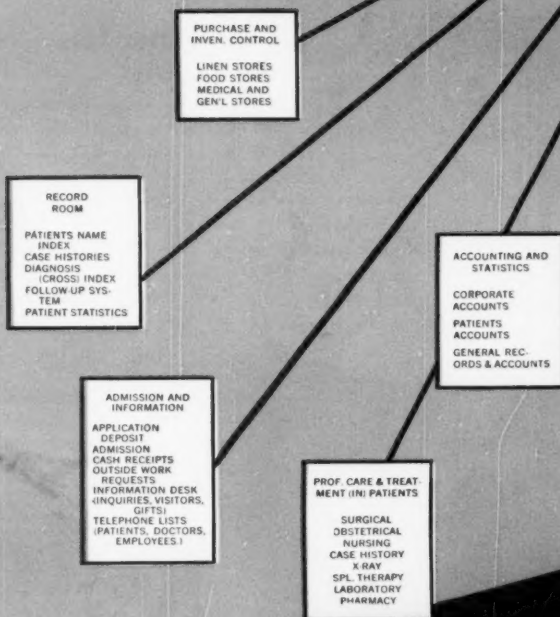 PURCHASE AND
INVEN. CONTROL
LINEN STORES
FOOD STORES
MEDICAL AND
GEN'L STORES
RECORD
ROOM
PATIENTS NAME
INDEX
CASE HISTORIES
DIAGNOSIS
(CROSS) INDEX
FOLLOW-UP SYS-
TEM
PATIENT STATISTICS
ACCOUNTING AND
STATISTICS
CORPORATE
ACCOUNTS
PATIENTS
ACCOUNTS
GENERAL REC-
ORDS & ACCOUNTS
ADMISSION AND
INFORMATION
APPLICATION
DEPOSIT
ADMISSION
CASH RECEIPTS
OUTSIDE WORK
REQUESTS
INFORMATION DESK
(INQUIRIES, VISITORS,
GIFTS)
TELEPHONE LISTS
(PATIENTS, DOCTORS,
EMPLOYEES.)
PROF. CARE & TREAT-
MENT (IN) PATIENTS
SURGICAL
OBSTETRICAL
NURSING
CASE HISTORY
X-RAY
SPL. THERAPY
LABORATORY
PHARMACY